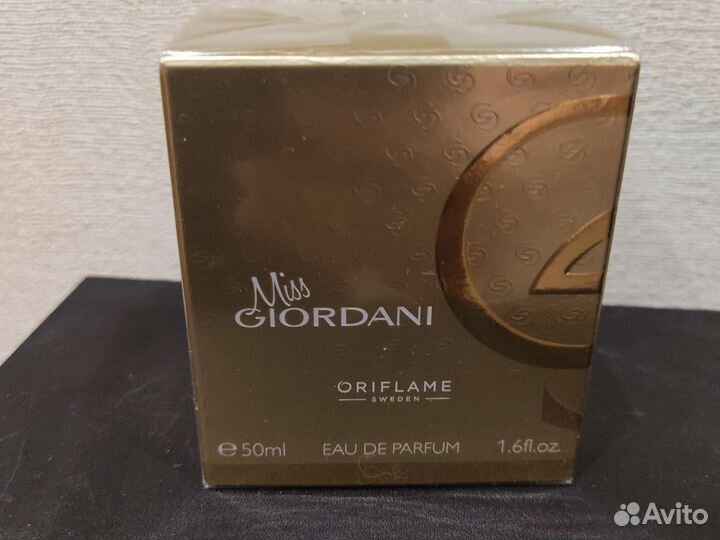 Miss
GIORDANI
ORIFLAME
SWEDEN
℮50ml EAU DE PARFUM 1.6fl.oz.
Avito